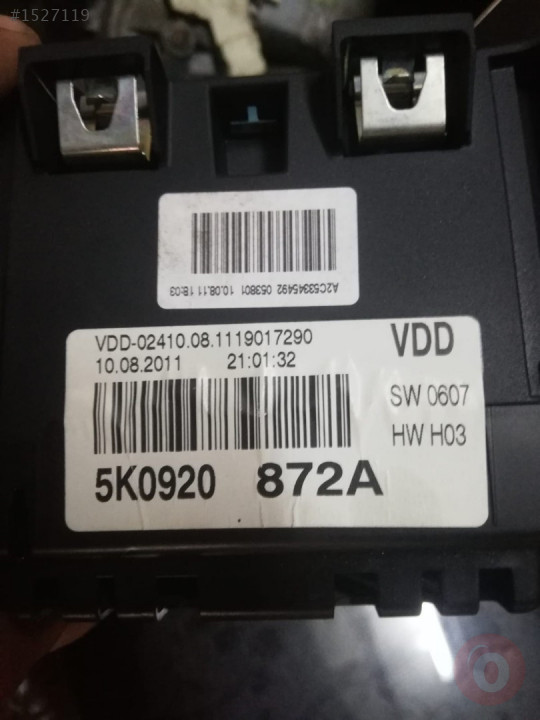 #1527119
A2C53345492 053801 10.08.11 18:03
VDD-02410.08.1119017290
10.08.2011 21:01:32
VDD
SW 0607
HW H03
5K0920 872A